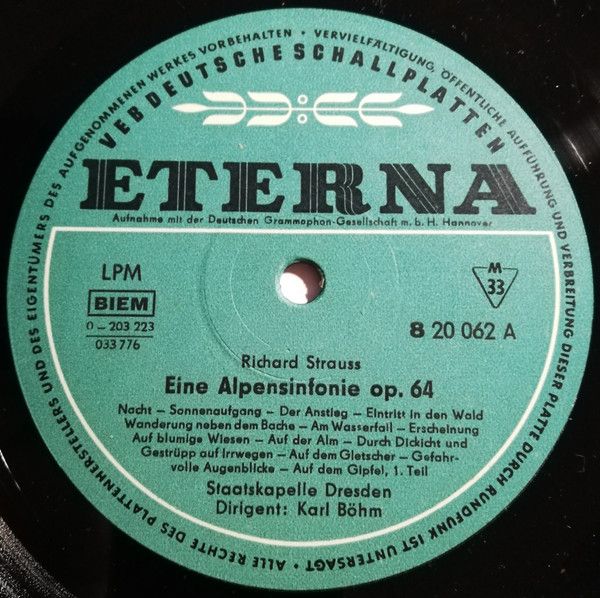 ALLE RECHTE DES PLATTENHERSTELLERS UND DES EIGENTÜMERS DES AUFGENOMMENEN WERKES VORBEHALTEN · VERVIELFÄLTIGUNG, ÖFFENTLICHE AUFFÜHRUNG UND VERBREITUNG DIESER PLATTE DURCH RUNDFUNK IST UNTERSAGT ·
VEB DEUTSCHE SCHALLPLATTEN
ETERNA
Aufnahme mit der Deutschen Grammophon-Gesellschaft m. b. H. Hannover
LPM
BIEM
0 – 203 223
033 776
M
33
8 20 062 A
Richard Strauss
Eine Alpensinfonie op. 64
Nacht – Sonnenaufgang – Der Anstieg – Eintritt in den Wald
Wanderung neben dem Bache – Am Wasserfall – Erscheinung
Auf blumige Wiesen – Auf der Alm – Durch Dickicht und
Gestrüpp auf Irrwegen – Auf dem Gletscher – Gefahr-
volle Augenblicke – Auf dem Gipfel, 1. Teil
Staatskapelle Dresden
Dirigent: Karl Böhm